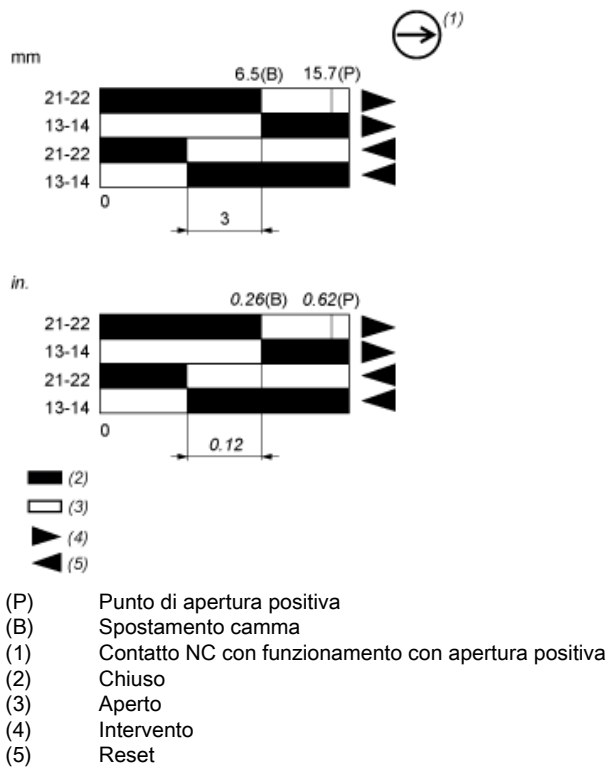 (1)
mm
6.5(B) 15.7(P)
21-22
13-14
21-22
13-14
0
3
in.
0.26(B) 0.62(P)
21-22
13-14
21-22
13-14
0
0.12
(2)
(3)
(4)
(5)
(P) Punto di apertura positiva
(B) Spostamento camma
(1) Contatto NC con funzionamento con apertura positiva
(2) Chiuso
(3) Aperto
(4) Intervento
(5) Reset